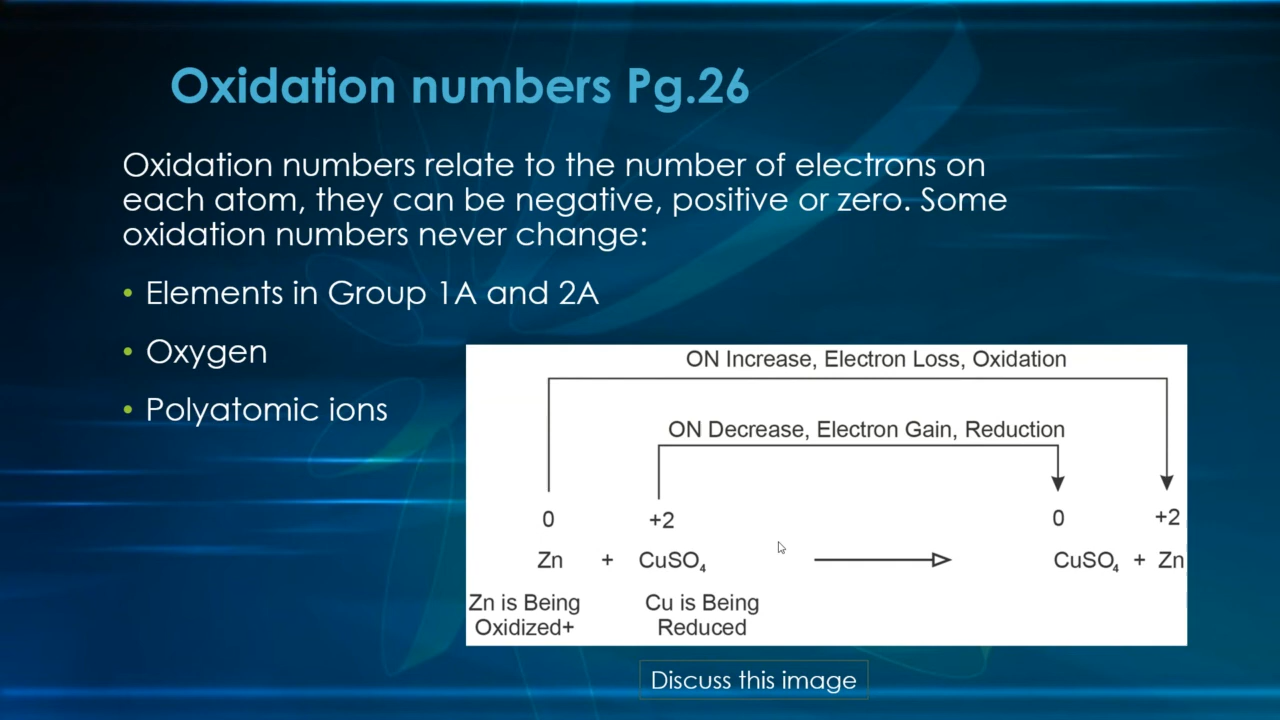 Oxidation numbers Pg.26
Oxidation numbers relate to the number of electrons on
each atom, they can be negative, positive or zero. Some
oxidation numbers never change:
• Elements in Group 1A and 2A
• Oxygen
• Polyatomic ions
ON Increase, Electron Loss, Oxidation
ON Decrease, Electron Gain, Reduction
0 +2 0 +2
Zn + CuSO₄ CuSO₄ + Zn
Zn is Being Cu is Being
Oxidized+ Reduced
Discuss this image